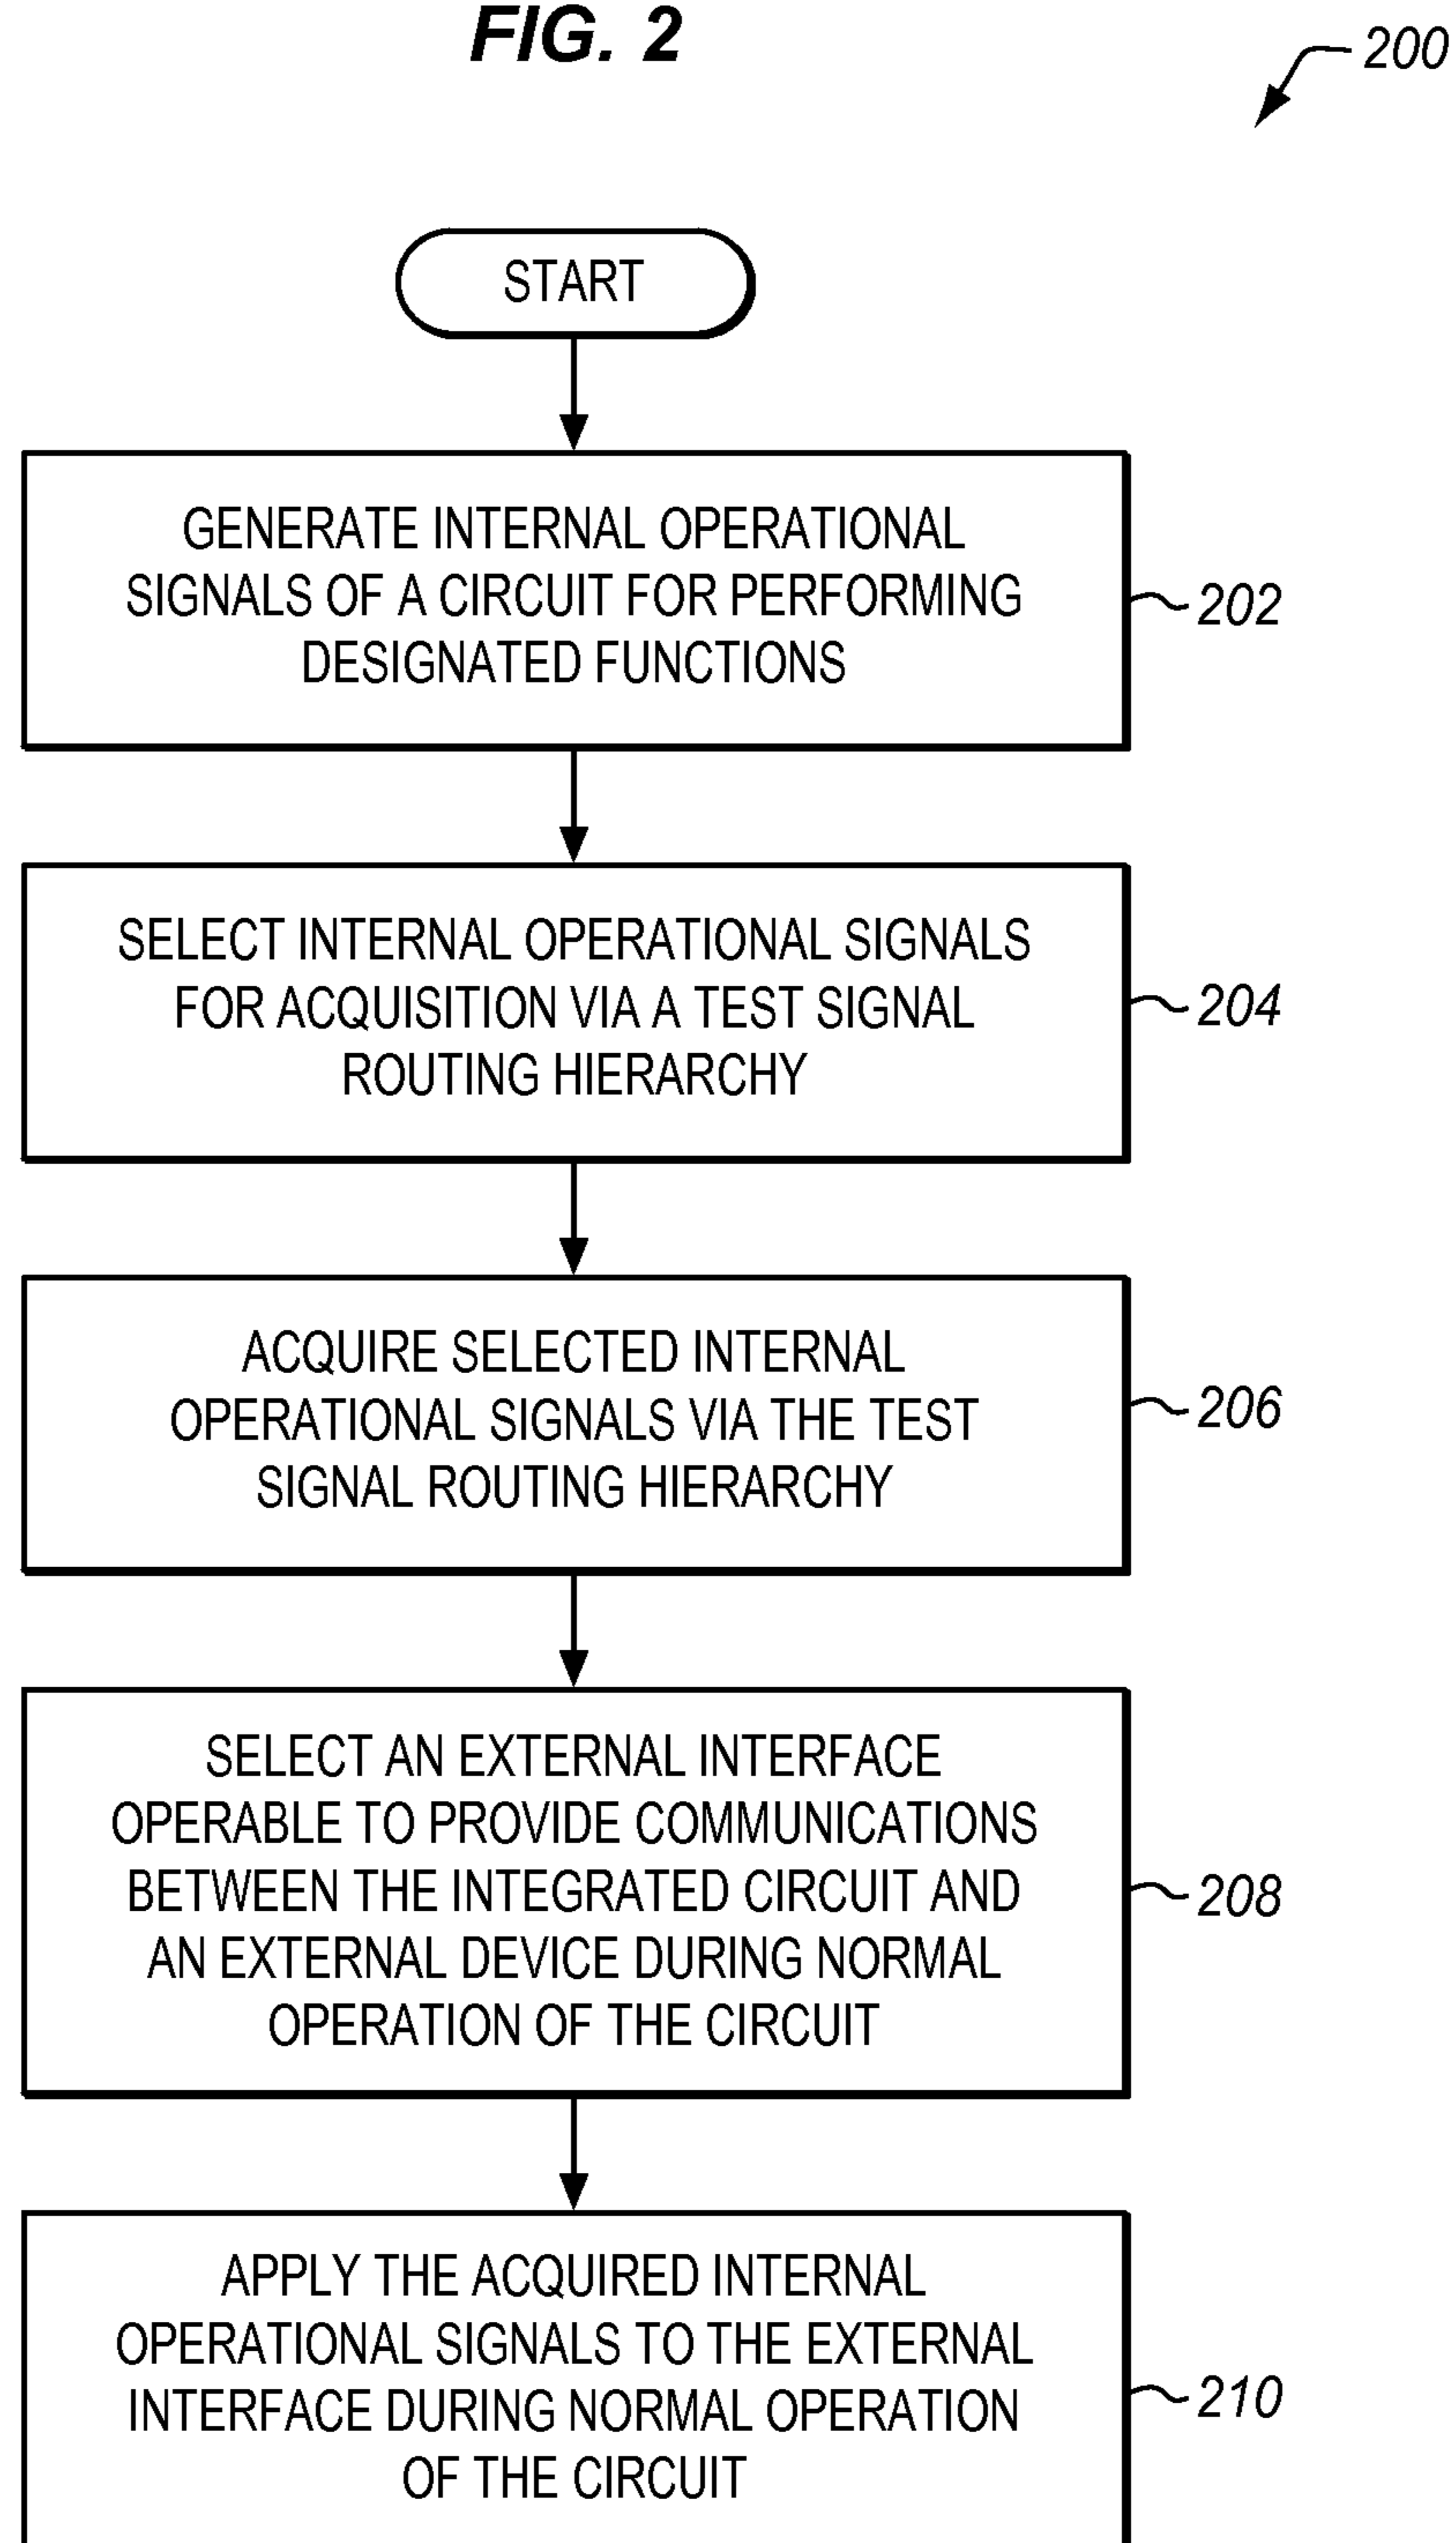 FIG. 2
200
START
GENERATE INTERNAL OPERATIONAL
SIGNALS OF A CIRCUIT FOR PERFORMING
DESIGNATED FUNCTIONS
202
SELECT INTERNAL OPERATIONAL SIGNALS
FOR ACQUISITION VIA A TEST SIGNAL
ROUTING HIERARCHY
204
ACQUIRE SELECTED INTERNAL
OPERATIONAL SIGNALS VIA THE TEST
SIGNAL ROUTING HIERARCHY
206
SELECT AN EXTERNAL INTERFACE
OPERABLE TO PROVIDE COMMUNICATIONS
BETWEEN THE INTEGRATED CIRCUIT AND
AN EXTERNAL DEVICE DURING NORMAL
OPERATION OF THE CIRCUIT
208
APPLY THE ACQUIRED INTERNAL
OPERATIONAL SIGNALS TO THE EXTERNAL
INTERFACE DURING NORMAL OPERATION
OF THE CIRCUIT
210